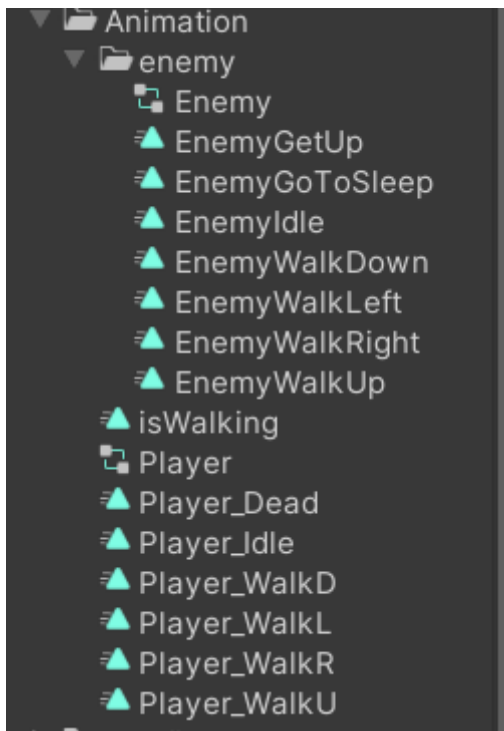 Animation
enemy
Enemy
EnemyGetUp
EnemyGoToSleep
EnemyIdle
EnemyWalkDown
EnemyWalkLeft
EnemyWalkRight
EnemyWalkUp
isWalking
Player
Player_Dead
Player_Idle
Player_WalkD
Player_WalkL
Player_WalkR
Player_WalkU